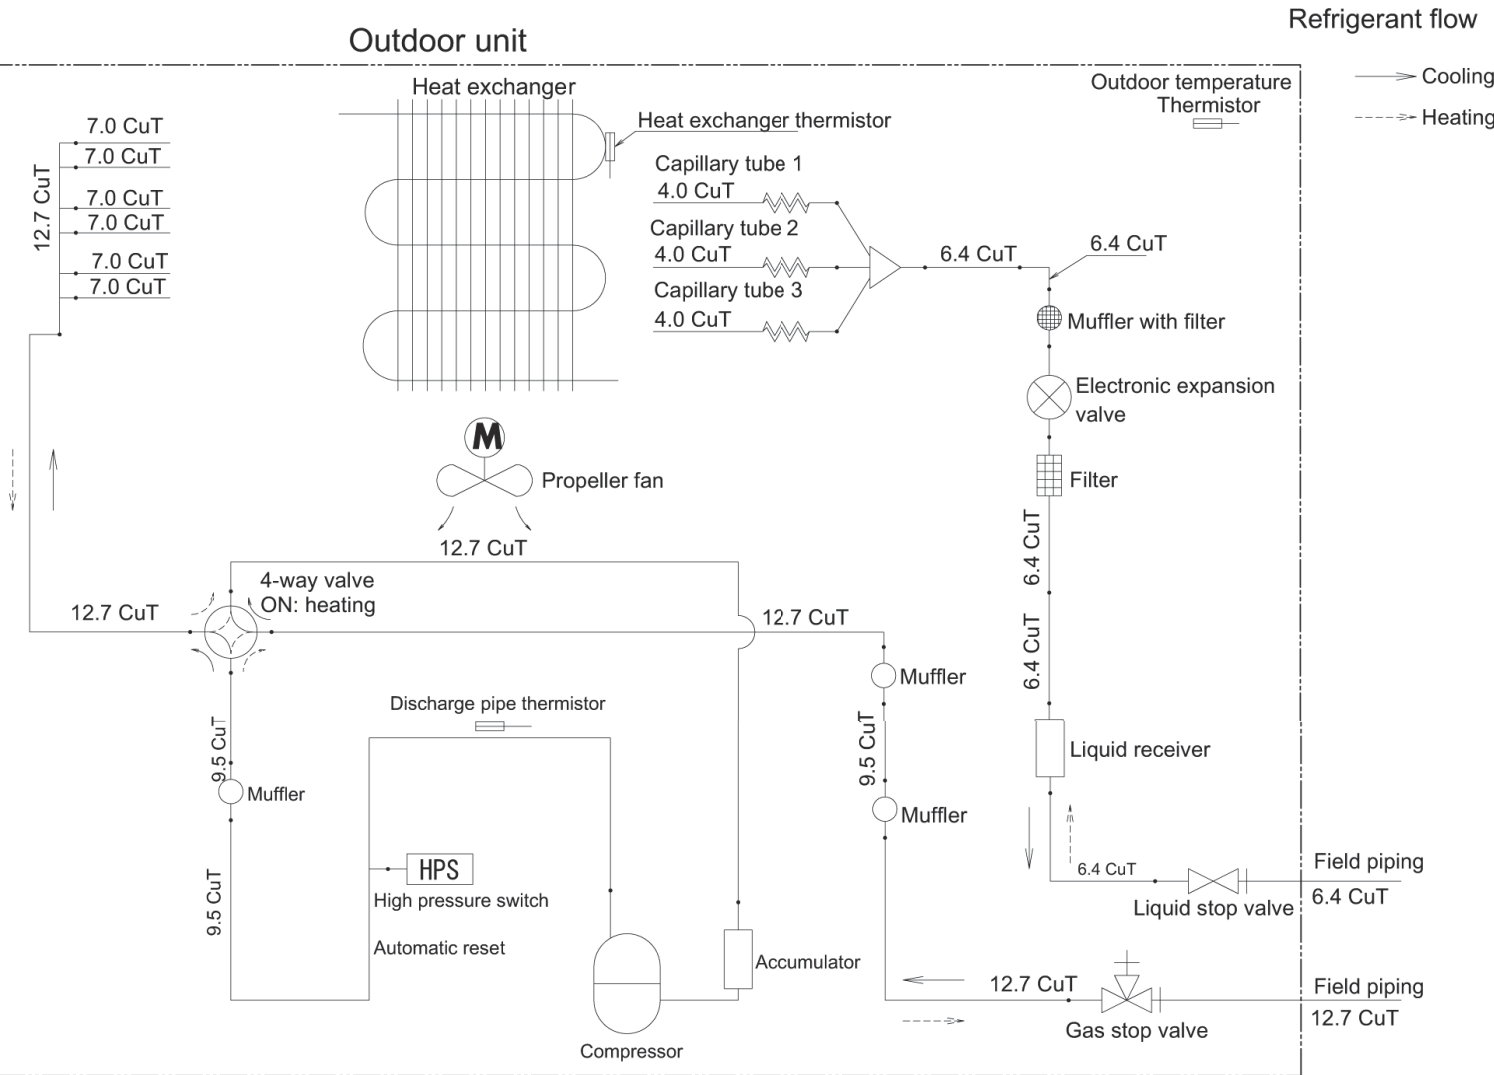 Refrigerant flow
Outdoor unit
Cooling
Heating
Heat exchanger
Outdoor temperature
Thermistor
Heat exchanger thermistor
7.0 CuT
7.0 CuT
7.0 CuT
7.0 CuT
7.0 CuT
7.0 CuT
12.7 CuT
Capillary tube 1
4.0 CuT
Capillary tube 2
4.0 CuT
Capillary tube 3
4.0 CuT
6.4 CuT
6.4 CuT
Muffler with filter
Electronic expansion
valve
Filter
M
Propeller fan
6.4 CuT
12.7 CuT
4-way valve
ON: heating
12.7 CuT
12.7 CuT
6.4 CuT
Muffler
Discharge pipe thermistor
9.5 CuT
9.5 CuT
Liquid receiver
Muffler
Muffler
HPS
High pressure switch
9.5 CuT
Automatic reset
6.4 CuT
Field piping
6.4 CuT
Liquid stop valve
Accumulator
12.7 CuT
Field piping
12.7 CuT
Gas stop valve
Compressor